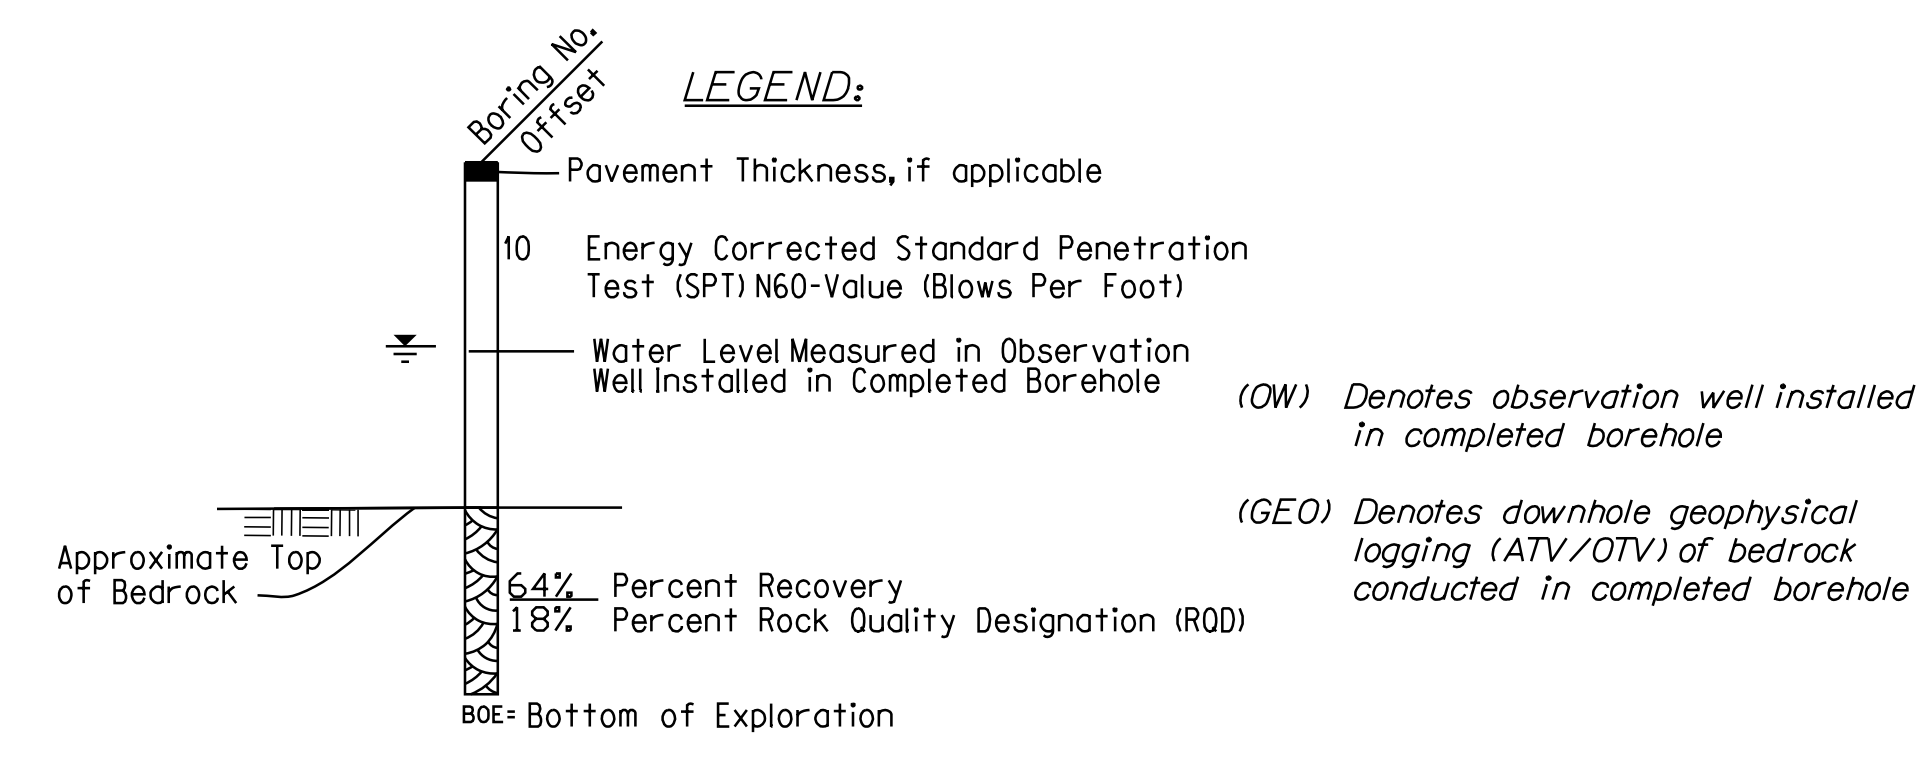 Boring No.
Offset
LEGEND:
Pavement Thickness, if applicable
10 Energy Corrected Standard Penetration
Test (SPT) N60-Value (Blows Per Foot)
Water Level Measured in Observation
Well Installed in Completed Borehole
(OW) Denotes observation well installed
in completed borehole
(GEO) Denotes downhole geophysical
logging (ATV/OTV) of bedrock
conducted in completed borehole
Approximate Top
of Bedrock
64% Percent Recovery
18% Percent Rock Quality Designation (RQD)
BOE= Bottom of Exploration